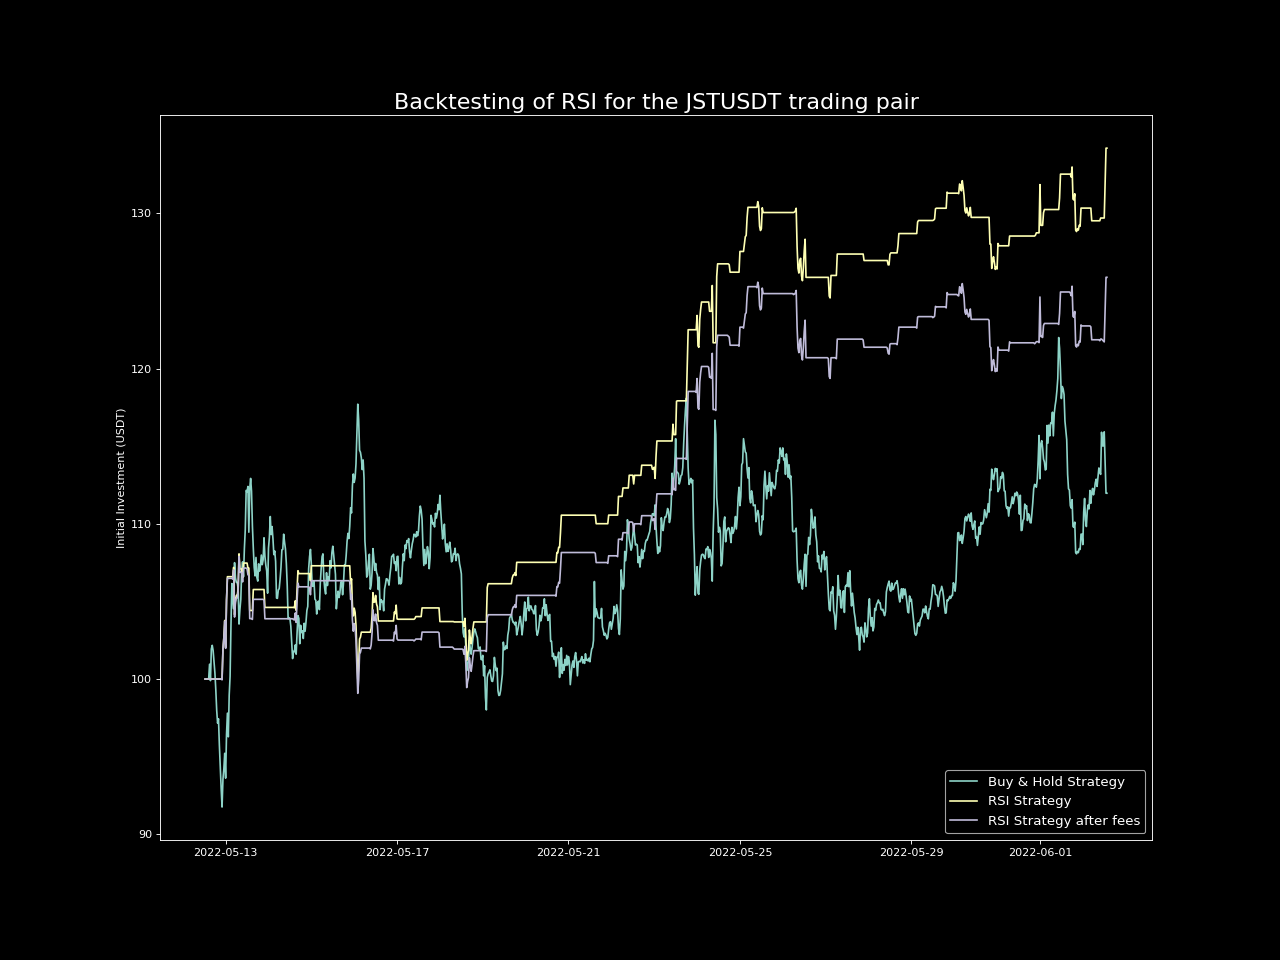 Backtesting of RSI for the JSTUSDT trading pair
Initial Investment (USDT)
130
120
110
100
90
2022-05-13
2022-05-17
2022-05-21
2022-05-25
2022-05-29
2022-06-01
Buy & Hold Strategy
RSI Strategy
RSI Strategy after fees